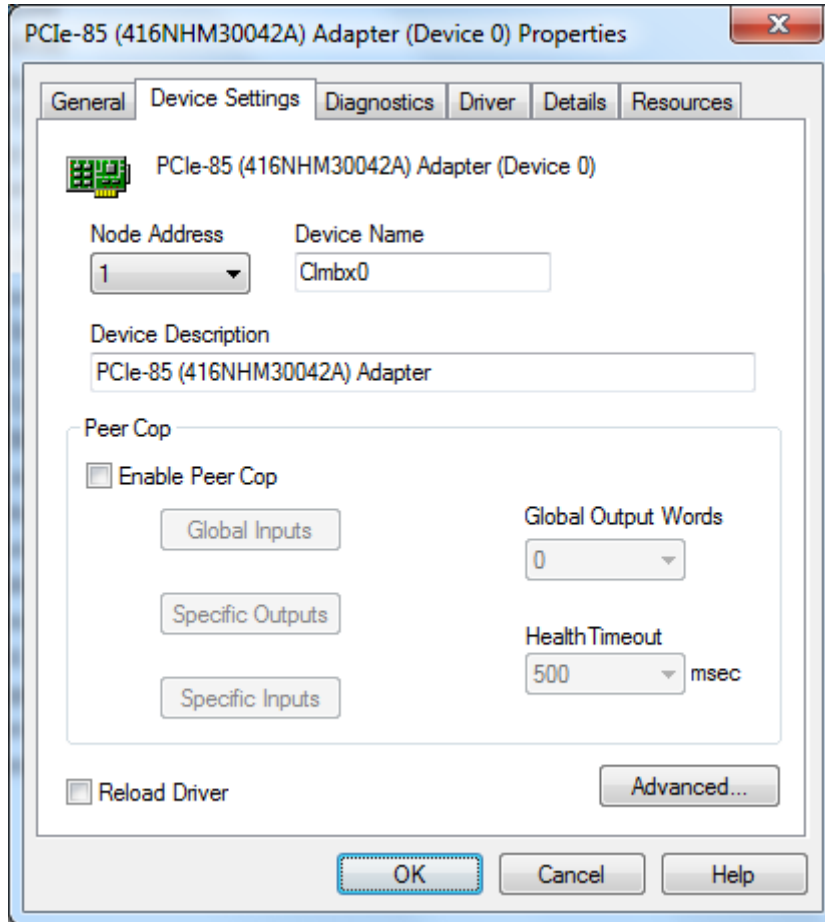 PCIe-85 (416NHM30042A) Adapter (Device 0) Properties
General Device Settings Diagnostics Driver Details Resources
PCIe-85 (416NHM30042A) Adapter (Device 0)
Node Address Device Name
1 Clmbx0
Device Description
PCIe-85 (416NHM30042A) Adapter
Peer Cop
Enable Peer Cop
Global Inputs
Global Output Words
0
Specific Outputs
Health Timeout
500 msec
Specific Inputs
Reload Driver
Advanced...
OK Cancel Help